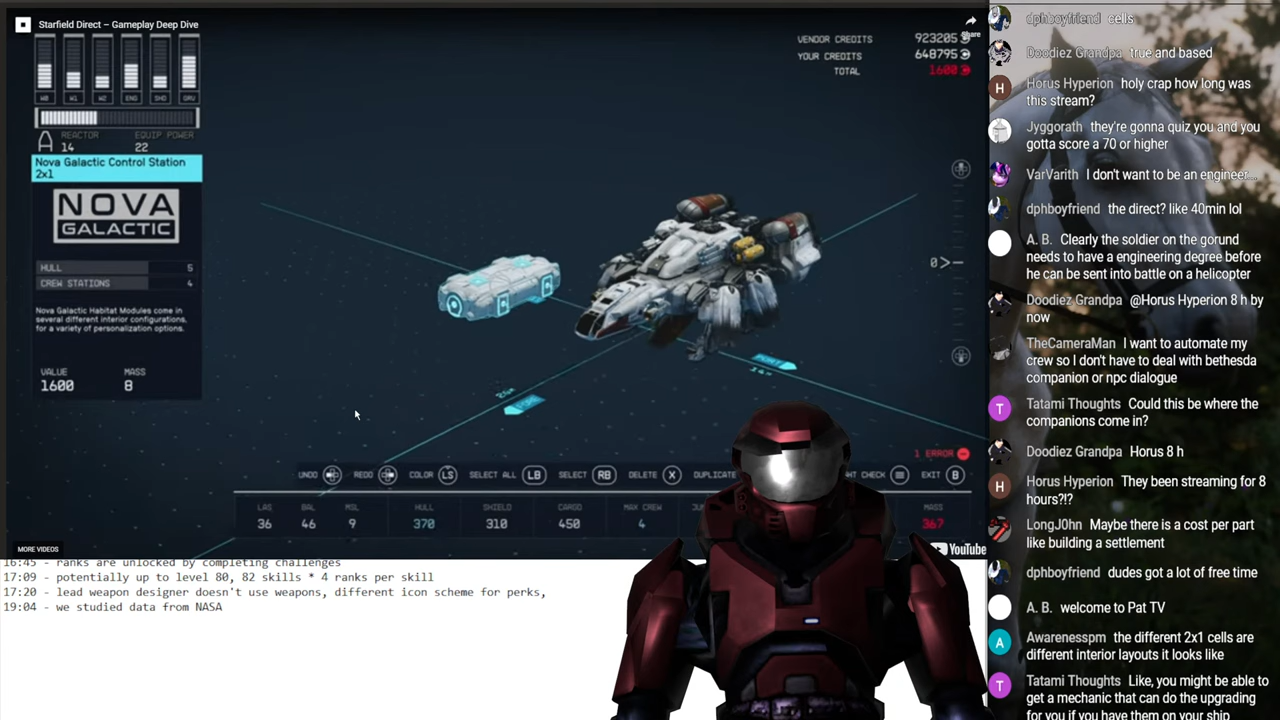 Starfield Direct – Gameplay Deep Dive
Share
VENDOR CREDITS 923205
YOUR CREDITS 648795
TOTAL 1600
W0 W1 W2 ENG SHD GRV
A
REACTOR
14
EQUIP POWER
22
Nova Galactic Control Station
2x1
NOVA
GALACTIC
HULL 5
CREW STATIONS 4
Nova Galactic Habitat Modules come in
several different interior configurations,
for a variety of personalization options.
VALUE
1600
MASS
8
0>
PORT
FORE
1 ERROR
UNDO REDO COLOR LS SELECT ALL LB SELECT RB DELETE X DUPLICATE HT CHECK EXIT B
LAS BAL MSL HULL SHIELD CARGO MAX CREW MASS
36 46 9 370 310 450 4 367
MORE VIDEOS
YouTube
16:45 - ranks are unlocked by completing challenges
17:09 - potentially up to level 80, 82 skills * 4 ranks per skill
17:20 - lead weapon designer doesn't use weapons, different icon scheme for perks,
19:04 - we studied data from NASA
dphboyfriend cells
Doodiez Grandpa true and based
H
Horus Hyperion holy crap how long was
this stream?
Jyggorath they're gonna quiz you and you
gotta score a 70 or higher
VarVarith I don't want to be an engineer...
dphboyfriend the direct? like 40min lol
A. B. Clearly the soldier on the gorund
needs to have a engineering degree before
he can be sent into battle on a helicopter
Doodiez Grandpa @Horus Hyperion 8 h by
now
TheCameraMan I want to automate my
crew so I don't have to deal with bethesda
companion or npc dialogue
T
Tatami Thoughts Could this be where the
companions come in?
Doodiez Grandpa Horus 8 h
H
Horus Hyperion They been streaming for 8
hours?!?
LongJ0hn Maybe there is a cost per part
like building a settlement
dphboyfriend dudes got a lot of free time
A. B. welcome to Pat TV
A
Awarenesspm the different 2x1 cells are
different interior layouts it looks like
T
Tatami Thoughts Like, you might be able to
get a mechanic that can do the upgrading
for you if you have them on your ship